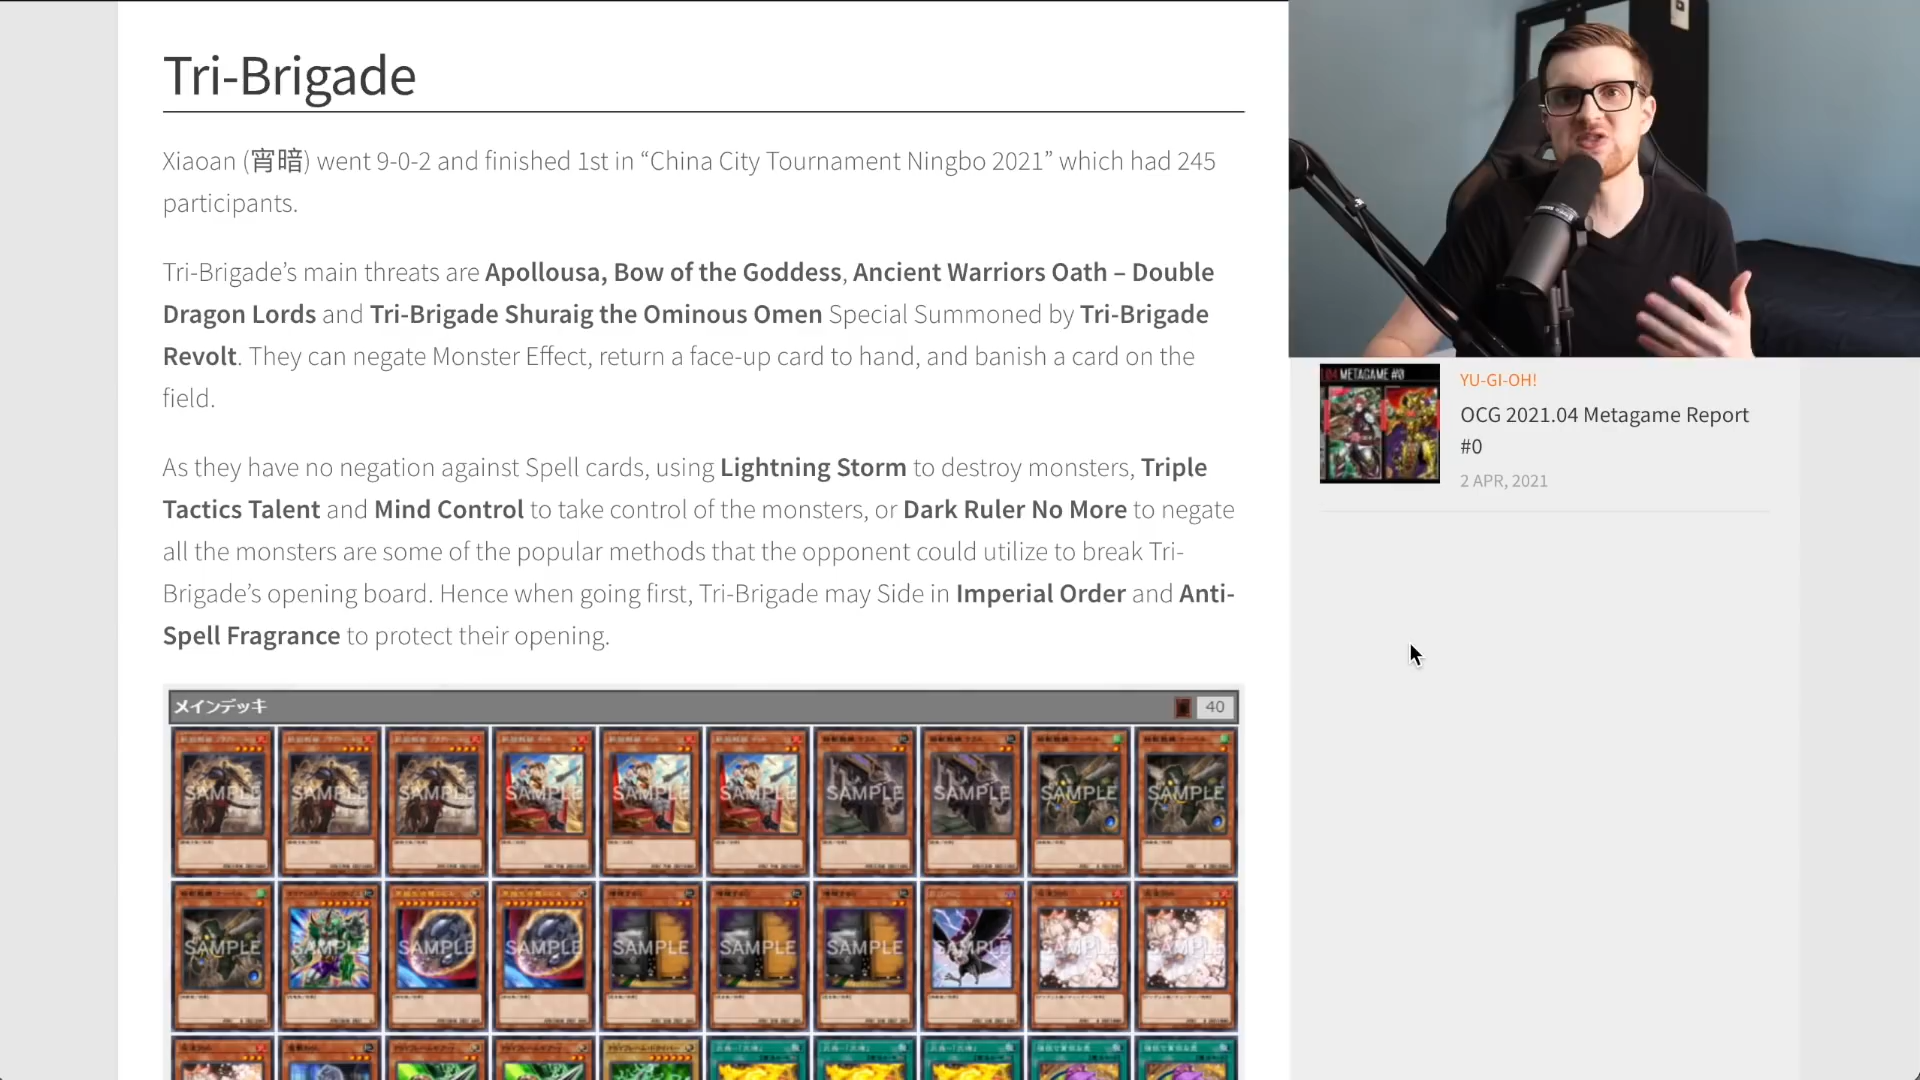 Tri-Brigade
Xiaoan (宵暗) went 9-0-2 and finished 1st in “China City Tournament Ningbo 2021” which had 245
participants.
Tri-Brigade’s main threats are Apollousa, Bow of the Goddess, Ancient Warriors Oath – Double
Dragon Lords and Tri-Brigade Shuraig the Ominous Omen Special Summoned by Tri-Brigade
Revolt. They can negate Monster Effect, return a face-up card to hand, and banish a card on the
field.
As they have no negation against Spell cards, using Lightning Storm to destroy monsters, Triple
Tactics Talent and Mind Control to take control of the monsters, or Dark Ruler No More to negate
all the monsters are some of the popular methods that the opponent could utilize to break Tri-
Brigade’s opening board. Hence when going first, Tri-Brigade may Side in Imperial Order and Anti-
Spell Fragrance to protect their opening.
メインデッキ 40
SAMPLE SAMPLE SAMPLE SAMPLE SAMPLE SAMPLE SAMPLE SAMPLE SAMPLE SAMPLE
SAMPLE SAMPLE SAMPLE SAMPLE SAMPLE SAMPLE SAMPLE SAMPLE SAMPLE SAMPLE
METAGAME #0
YU-GI-OH!
OCG 2021.04 Metagame Report
#0
2 APR, 2021